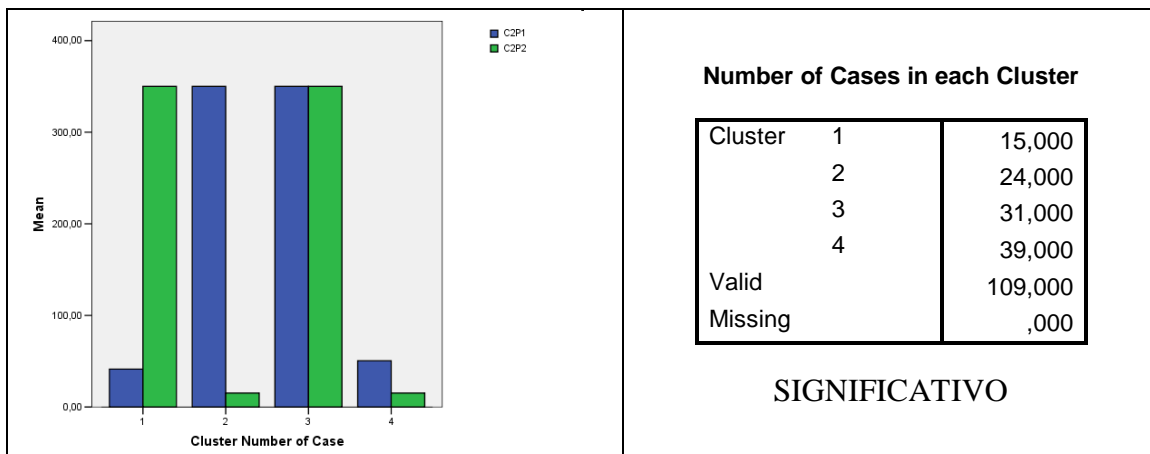 400,00
300,00
200,00
100,00
0,00
Mean
1 2 3 4
Cluster Number of Case
C2P1
C2P2
Number of Cases in each Cluster
Cluster 1 15,000
2 24,000
3 31,000
4 39,000
Valid 109,000
Missing ,000
SIGNIFICATIVO